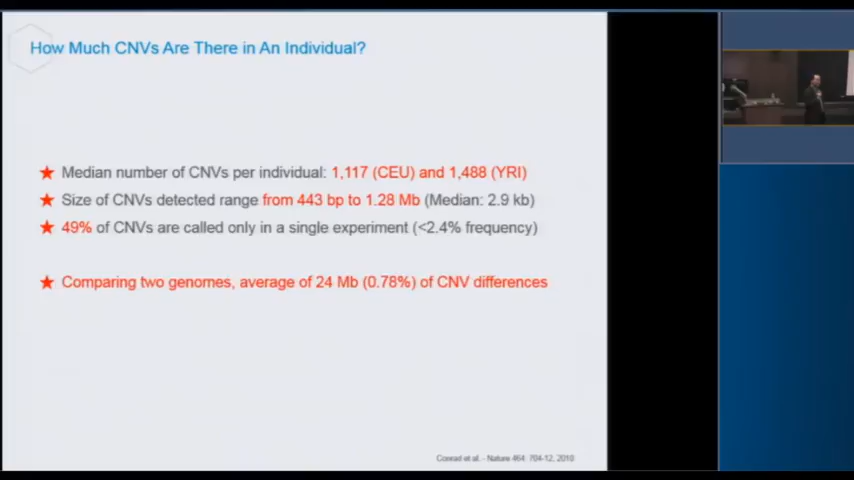 How Much CNVs Are There in An Individual?
★ Median number of CNVs per individual: 1,117 (CEU) and 1,488 (YRI)
★ Size of CNVs detected range from 443 bp to 1.28 Mb (Median: 2.9 kb)
★ 49% of CNVs are called only in a single experiment (<2.4% frequency)
★ Comparing two genomes, average of 24 Mb (0.78%) of CNV differences
Conrad et al. - Nature 464: 704-12, 2010